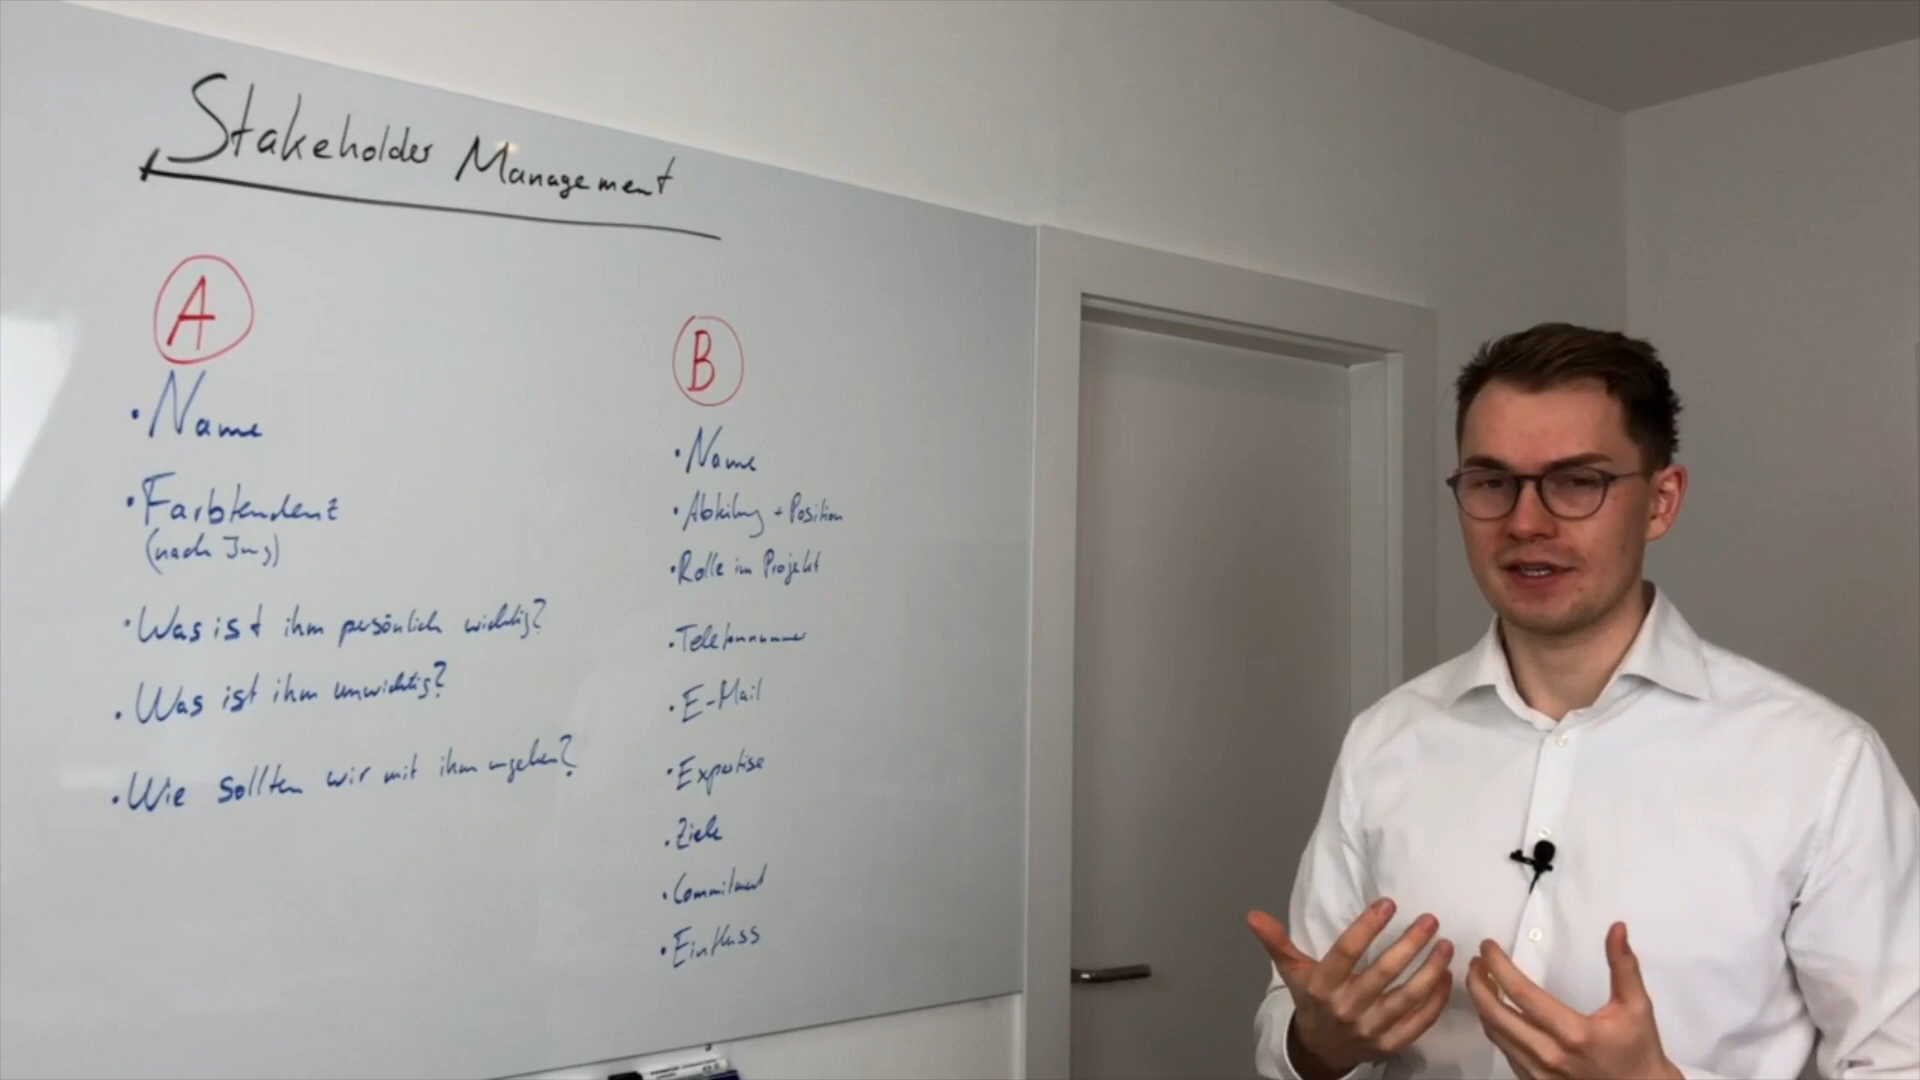 Stakeholder Management
A
• Name
• Farbtendenz
(nach Jung)
• Was ist ihm persönlich wichtig?
• Was ist ihm unwichtig?
• Wie sollten wir mit ihm umgehen?
B
• Name
• Abteilung + Position
• Rolle im Projekt
• Telefonnummer
• E-Mail
• Expertise
• Ziele
• Commitment
• Einfluss